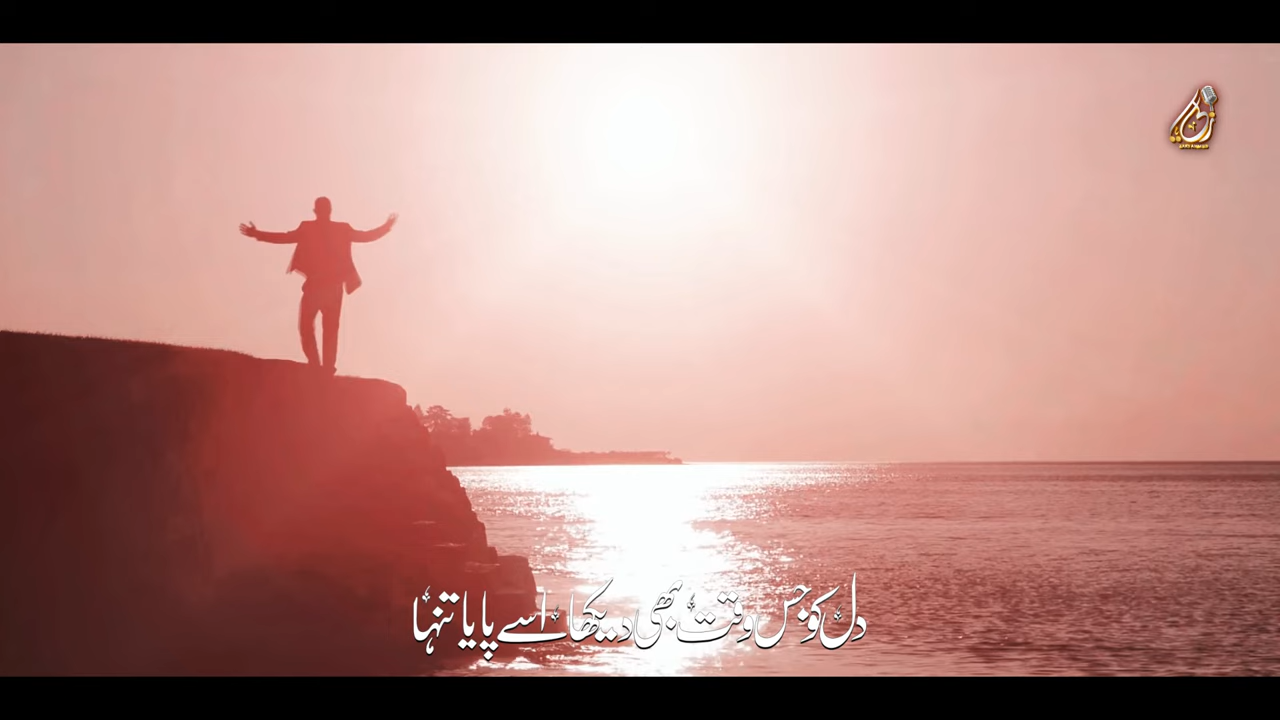 دل کو جس وقت بھی دیکھا، اسے پایا تنہا